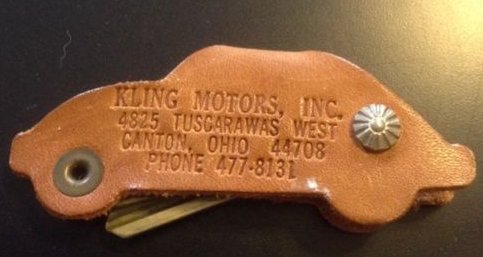 KLING MOTORS, INC.
4825 TUSCARAWAS WEST
CANTON, OHIO 44708
PHONE 477-8131